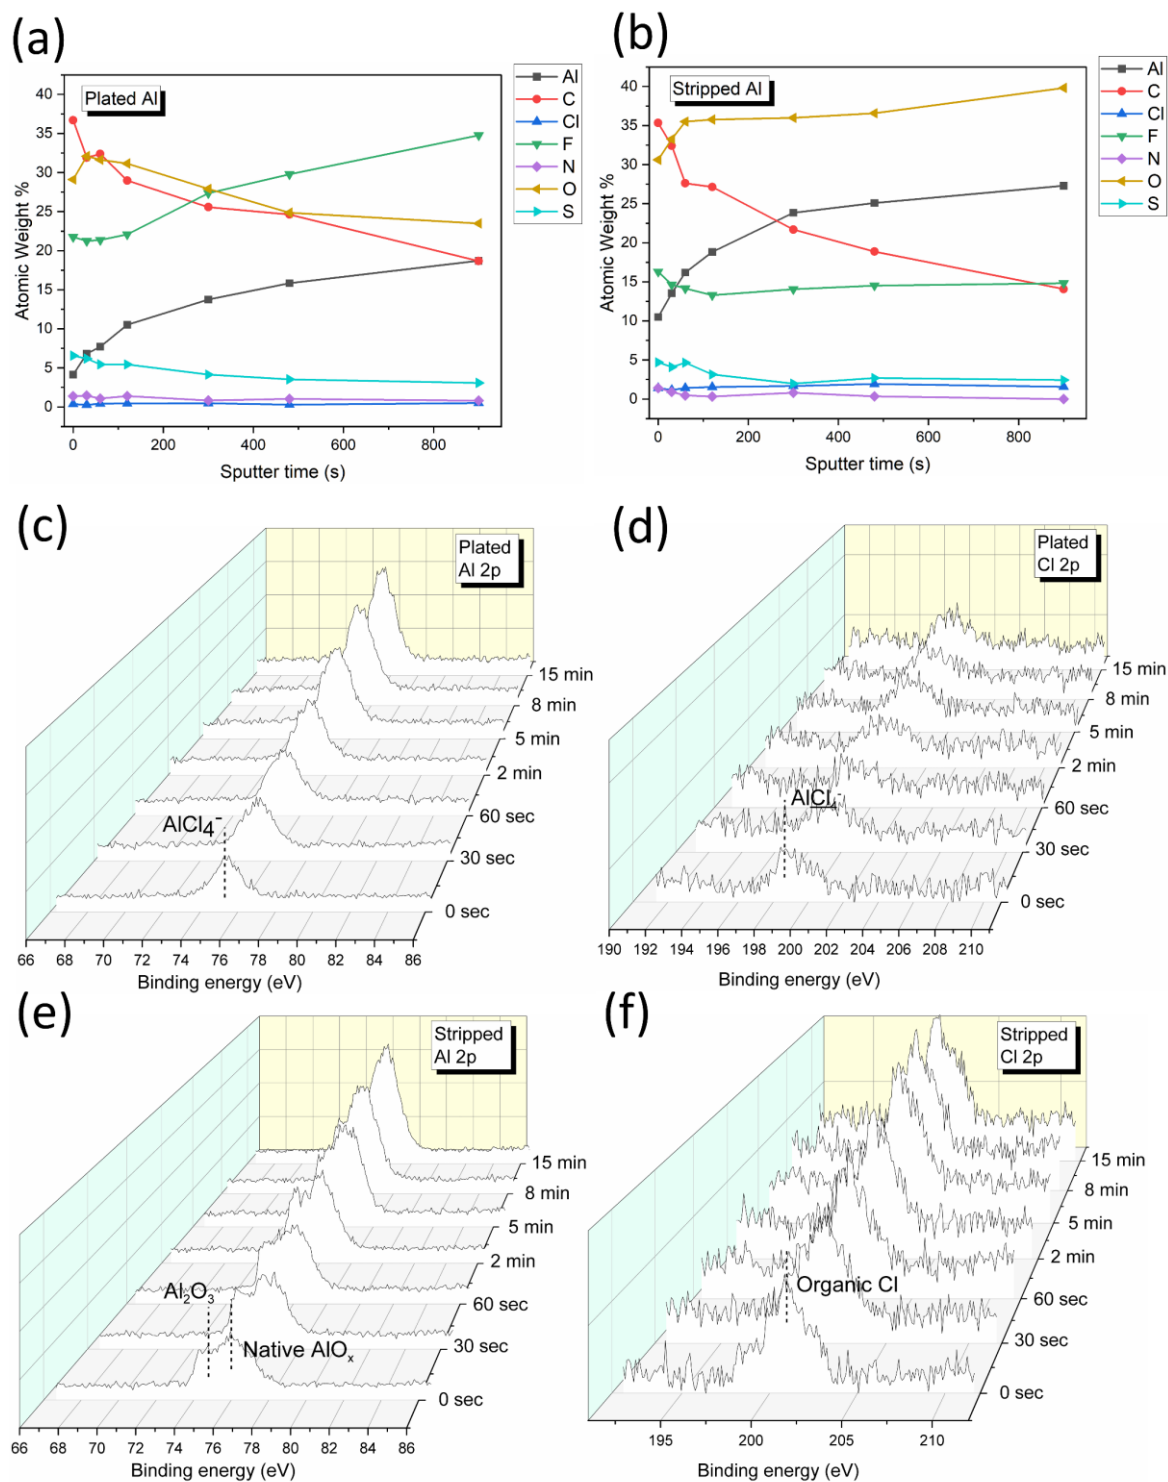 (a)
Plated Al
Al
C
Cl
F
N
O
S
Atomic Weight %
40
35
30
25
20
15
10
5
0
0 200 400 600 800
Sputter time (s)
(b)
Stripped Al
Al
C
Cl
F
N
O
S
Atomic Weight %
40
35
30
25
20
15
10
5
0
0 200 400 600 800
Sputter time (s)
(c)
Plated
Al 2p
15 min
8 min
5 min
2 min
60 sec
30 sec
0 sec
AlCl4⁻
66 68 70 72 74 76 78 80 82 84 86
Binding energy (eV)
(d)
Plated
Cl 2p
15 min
8 min
5 min
2 min
60 sec
30 sec
0 sec
AlCl4⁻
190 192 194 196 198 200 202 204 206 208 210
Binding energy (eV)
(e)
Stripped
Al 2p
15 min
8 min
5 min
2 min
60 sec
30 sec
0 sec
Al₂O₃
Native AlOₓ
66 68 70 72 74 76 78 80 82 84 86
Binding energy (eV)
(f)
Stripped
Cl 2p
15 min
8 min
5 min
2 min
60 sec
30 sec
0 sec
Organic Cl
195 200 205 210
Binding energy (eV)